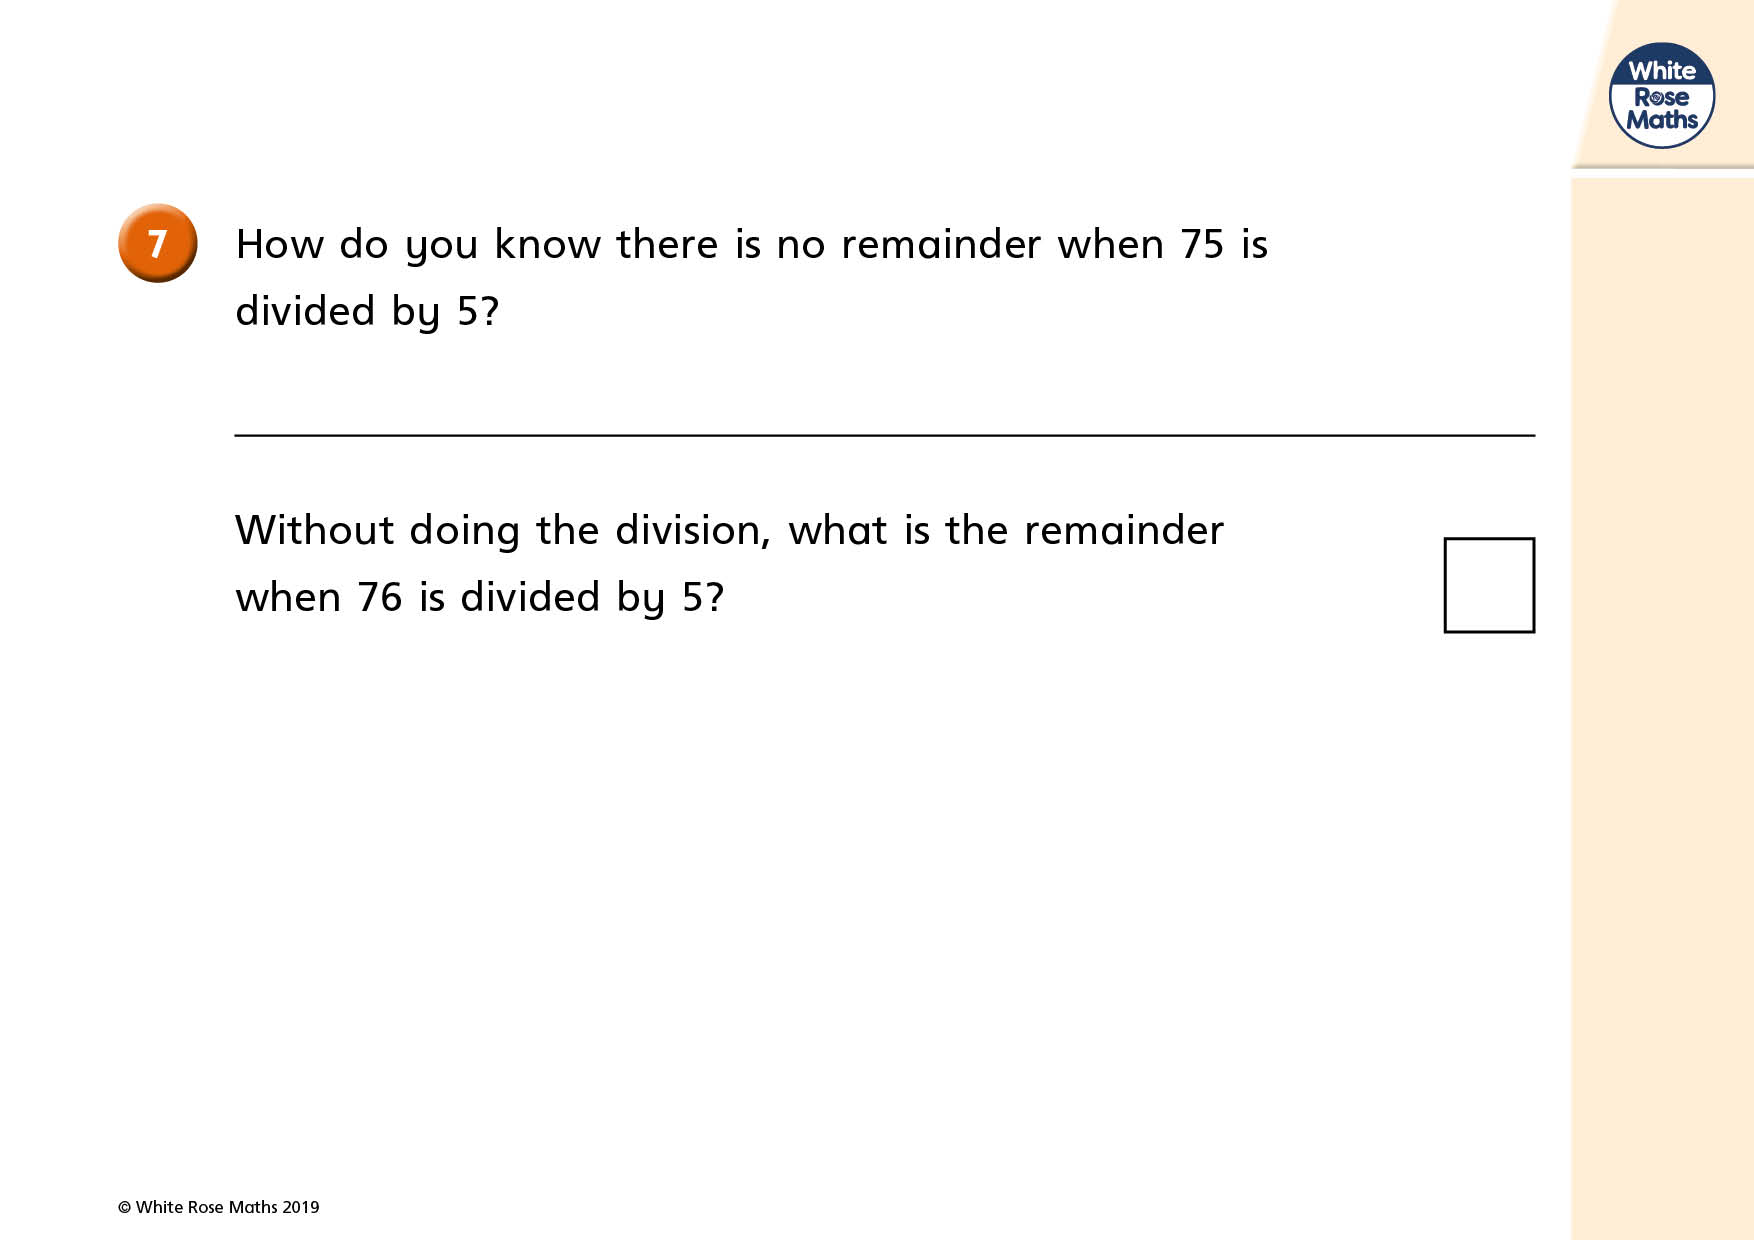 White
Rose
Maths
7
How do you know there is no remainder when 75 is
divided by 5?
Without doing the division, what is the remainder
when 76 is divided by 5?
© White Rose Maths 2019